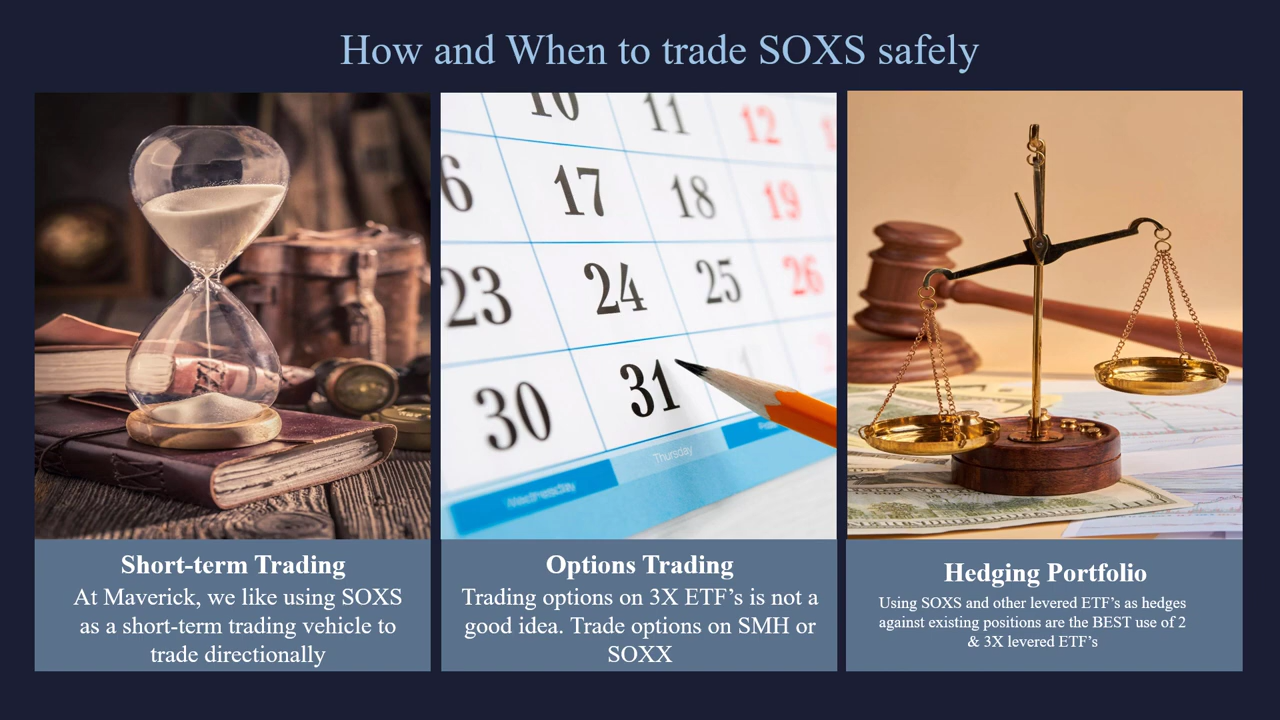 How and When to trade SOXS safely
10 11 12 1
6 17 18 19
23 24 25 26
30 31 1
Wednesday Thursday
Short-term Trading
At Maverick, we like using SOXS
as a short-term trading vehicle to
trade directionally
Options Trading
Trading options on 3X ETF’s is not a
good idea. Trade options on SMH or
SOXX
Hedging Portfolio
Using SOXS and other levered ETF’s as hedges
against existing positions are the BEST use of 2
& 3X levered ETF’s